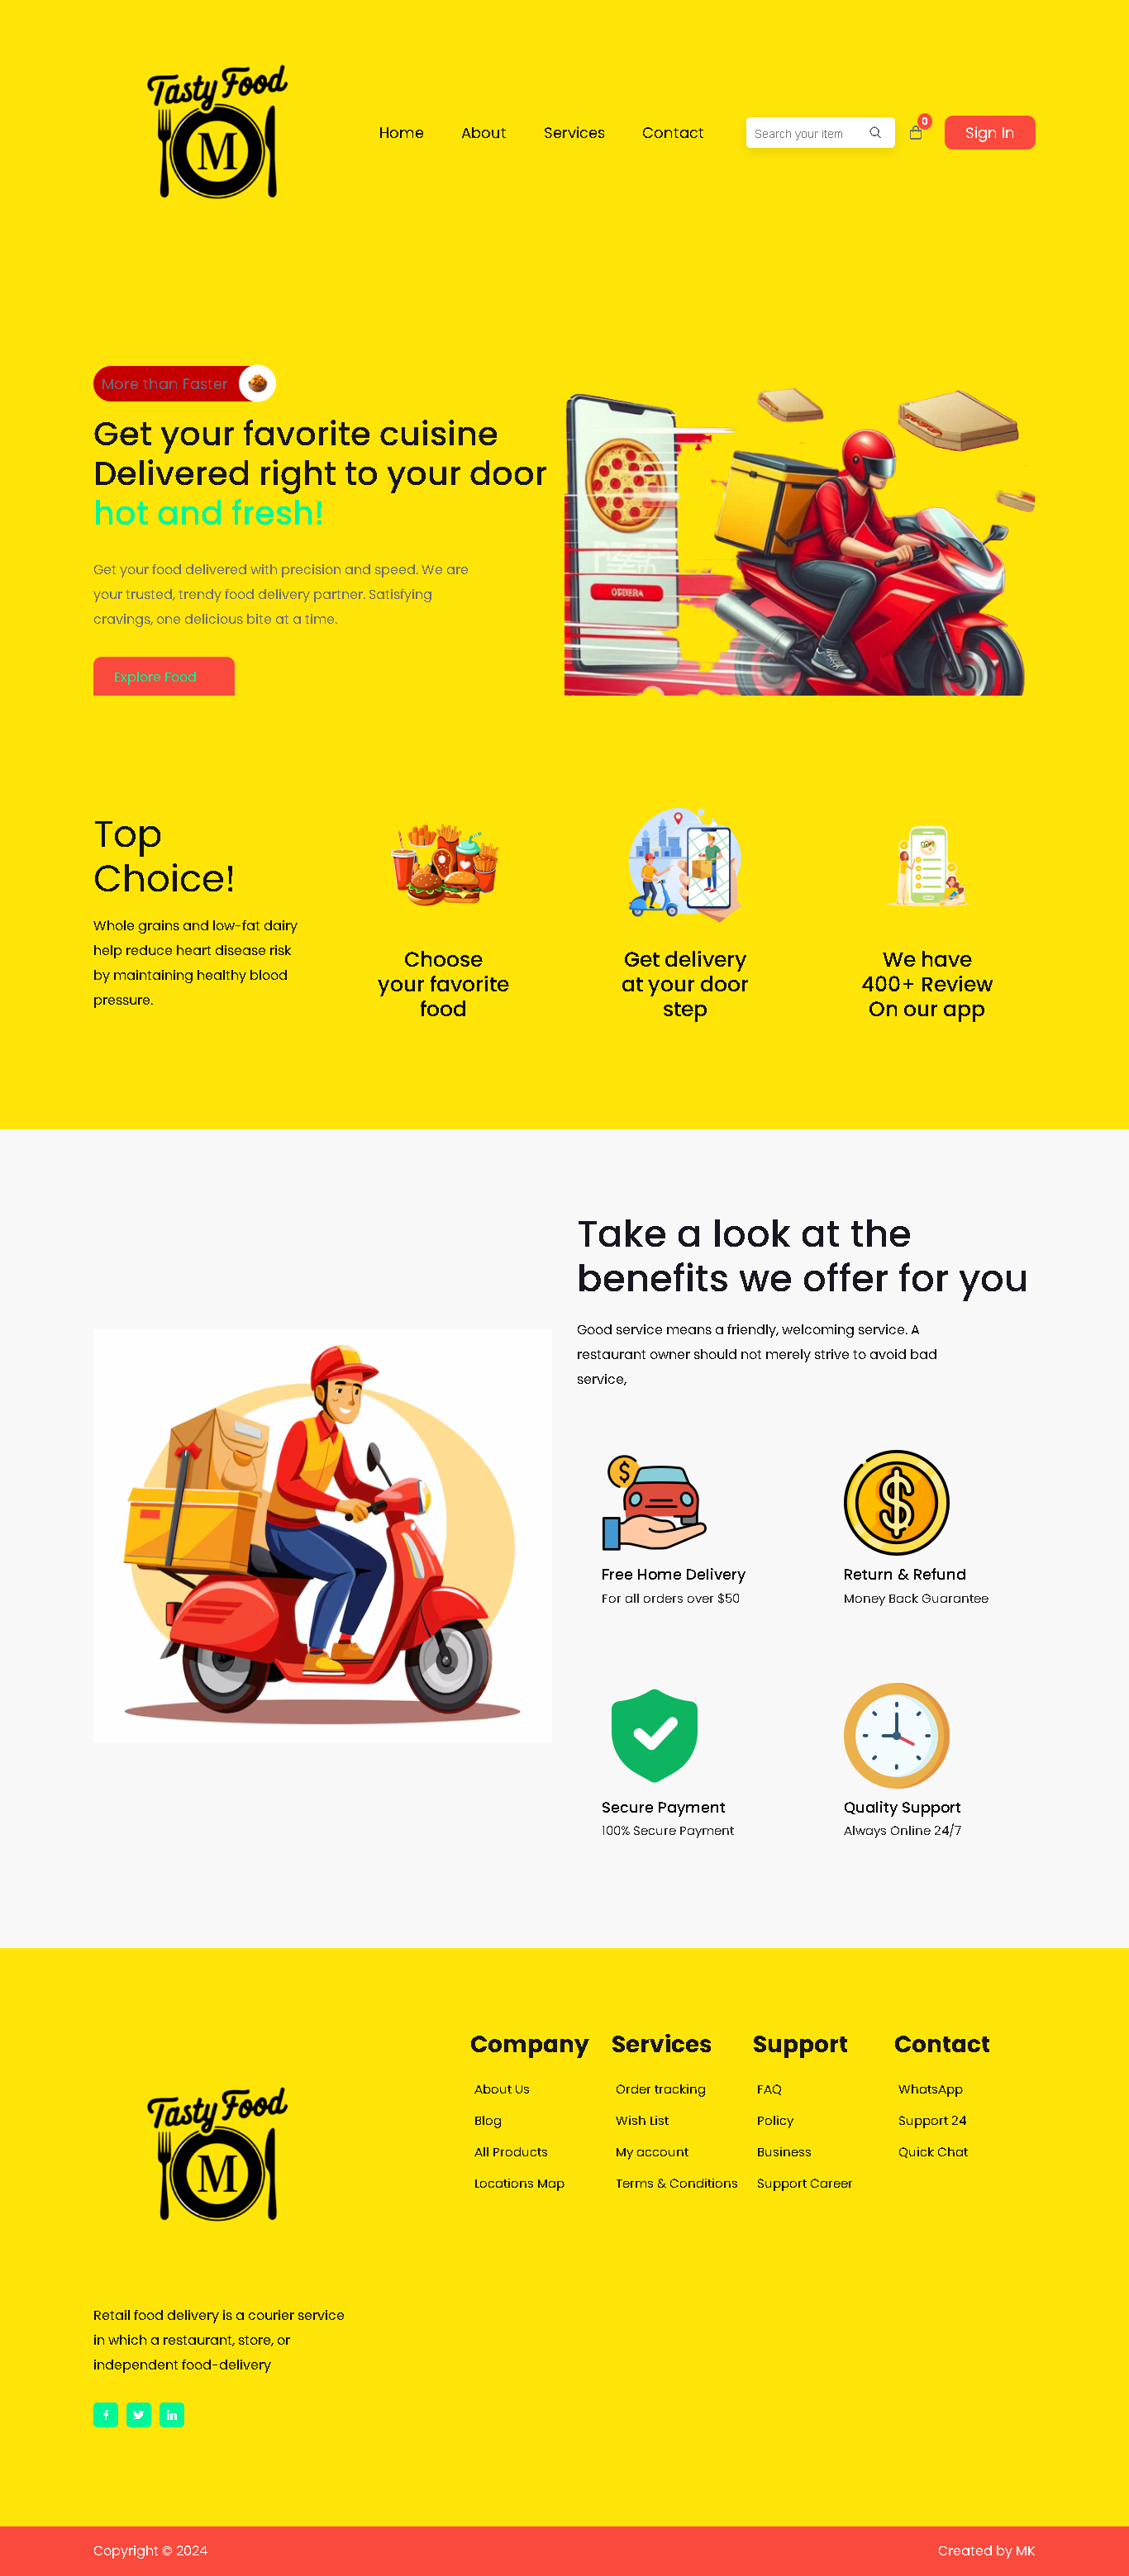 Tasty Food
M
Home About Services Contact Search your item 0 Sign In
More than Faster
Get your favorite cuisine
Delivered right to your door
hot and fresh!
ORDERA
Get your food delivered with precision and speed. We are
your trusted, trendy food delivery partner. Satisfying
cravings, one delicious bite at a time.
Explore Food
Top
Choice!
Whole grains and low-fat dairy
help reduce heart disease risk
by maintaining healthy blood
pressure.
Choose
your favorite
food
Get delivery
at your door
step
We have
400+ Review
On our app
Take a look at the
benefits we offer for you
Good service means a friendly, welcoming service. A
restaurant owner should not merely strive to avoid bad
service,
Free Home Delivery
For all orders over $50
Return & Refund
Money Back Guarantee
Secure Payment
100% Secure Payment
Quality Support
Always Online 24/7
Tasty Food
M
Retail food delivery is a courier service
in which a restaurant, store, or
independent food-delivery
Company
About Us
Blog
All Products
Locations Map
Services
Order tracking
Wish List
My account
Terms & Conditions
Support
FAQ
Policy
Business
Support Career
Contact
WhatsApp
Support 24
Quick Chat
Copyright © 2024
Created by MK